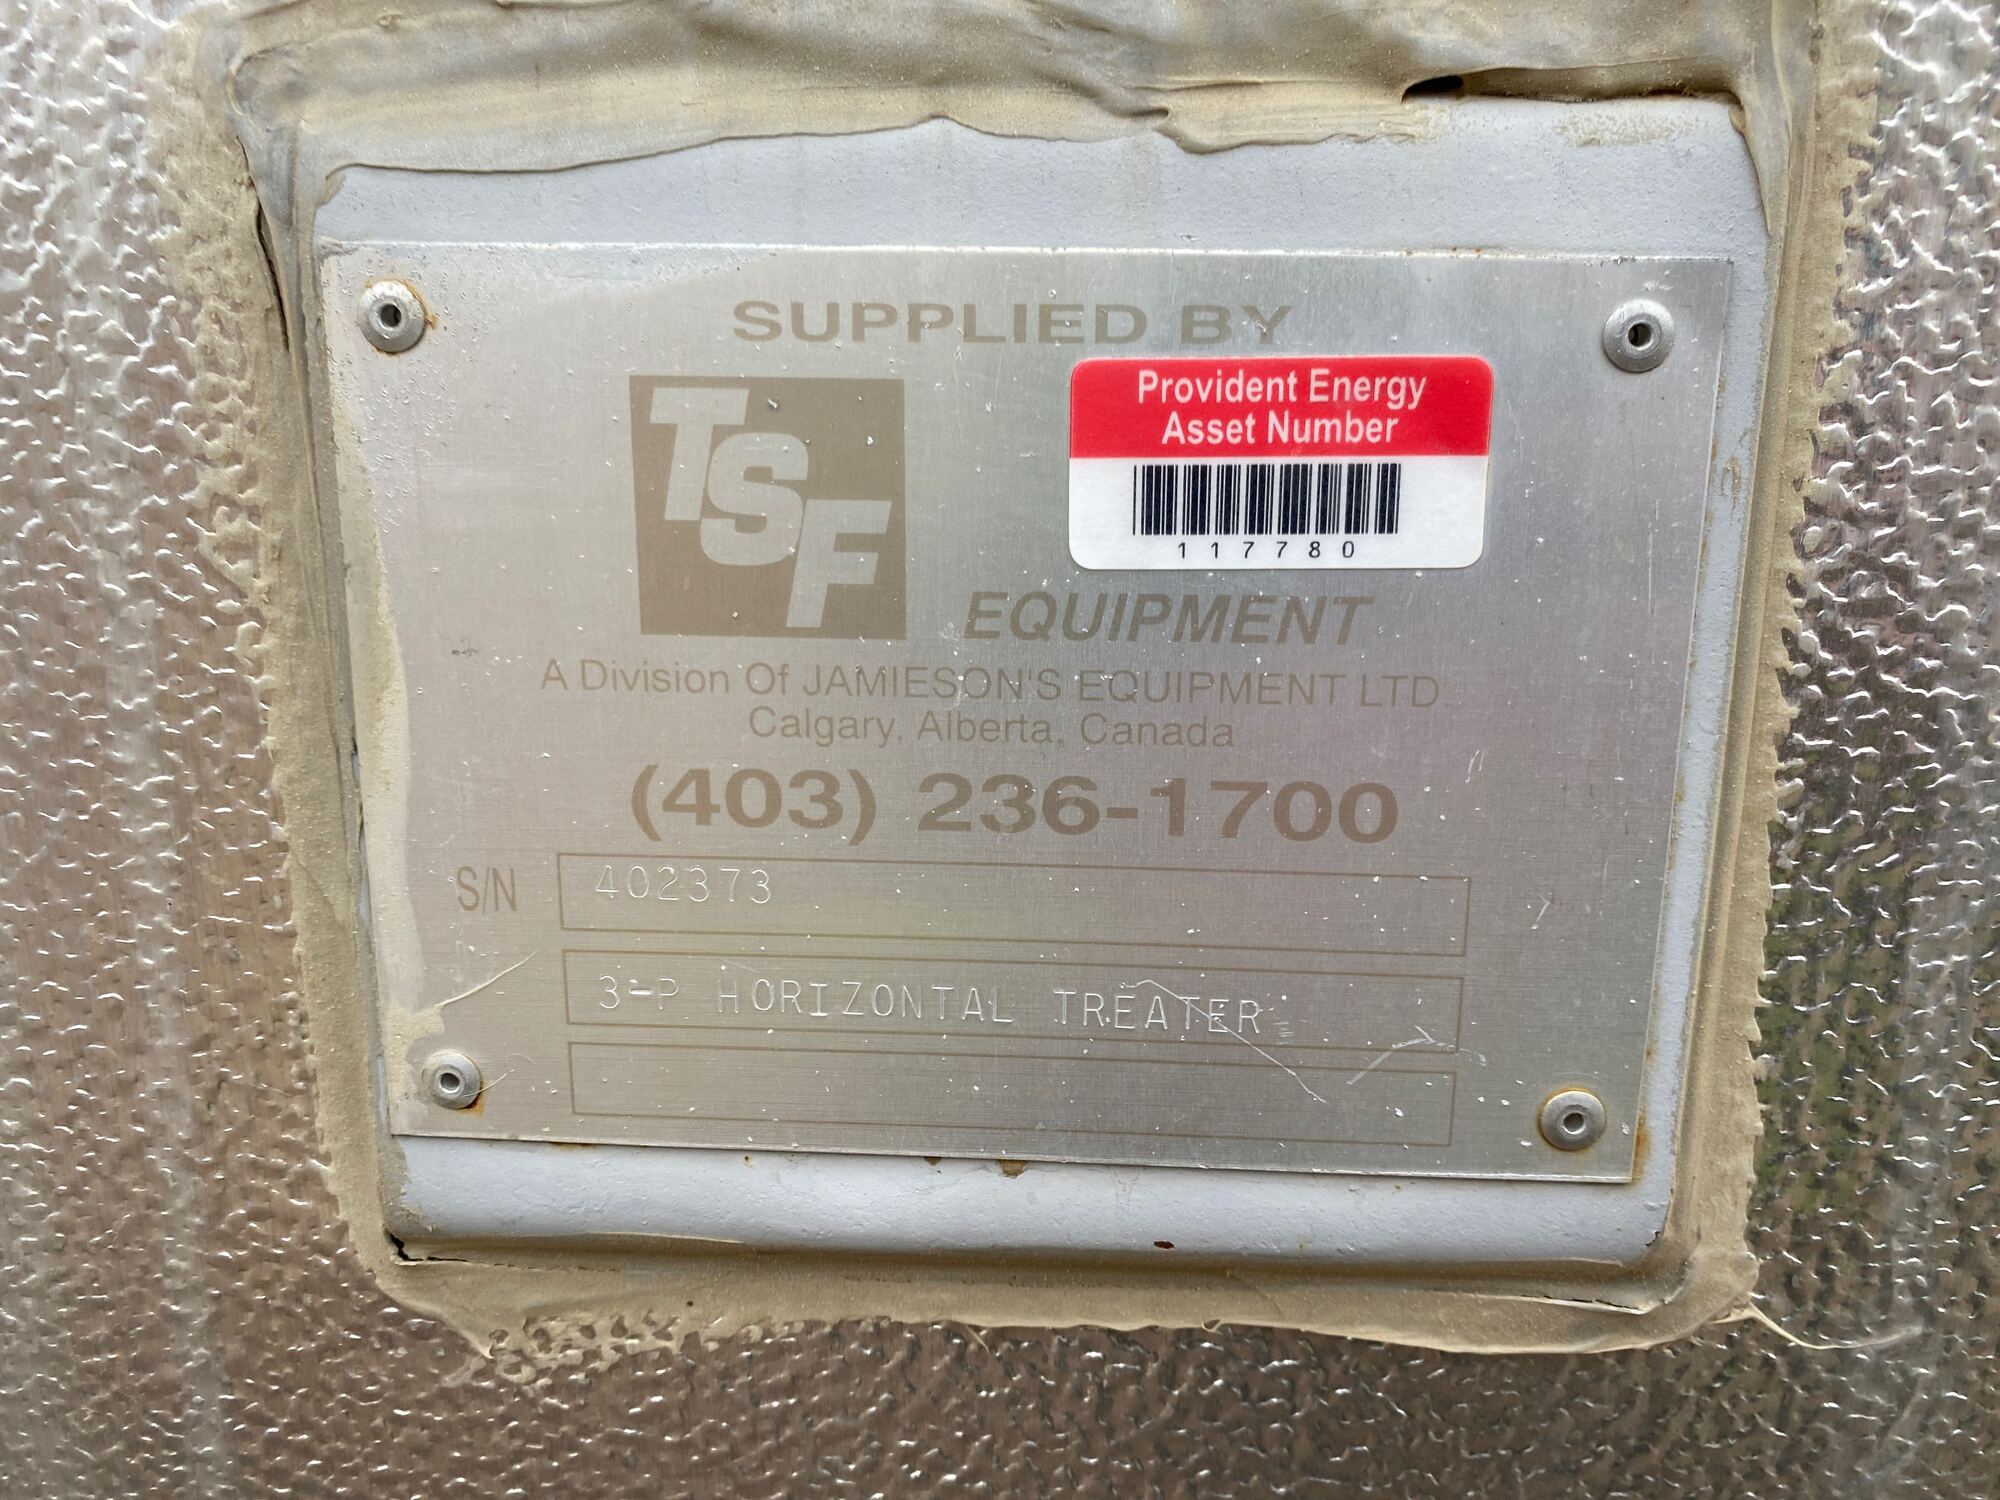 SUPPLIED BY
TSF
Provident Energy
Asset Number
117780
EQUIPMENT
A Division Of JAMIESON'S EQUIPMENT LTD.
Calgary, Alberta, Canada
(403) 236-1700
S/N 402373
3-P HORIZONTAL TREATER